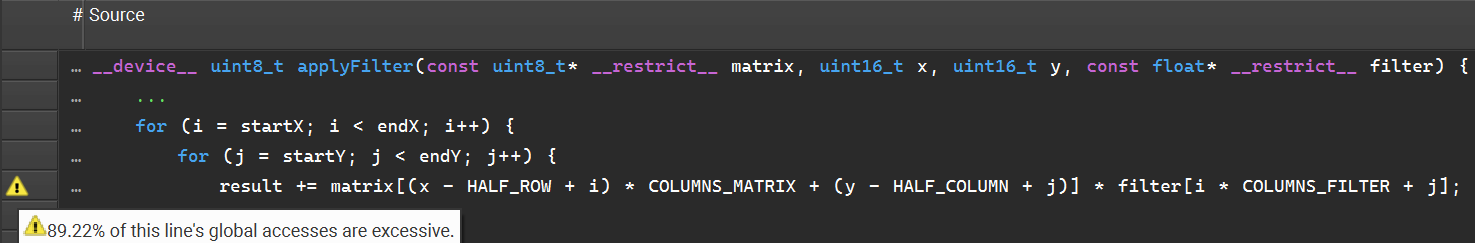 # Source
… __device__ uint8_t applyFilter(const uint8_t* __restrict__ matrix, uint16_t x, uint16_t y, const float* __restrict__ filter) {
… ...
… for (i = startX; i < endX; i++) {
… for (j = startY; j < endY; j++) {
… result += matrix[(x - HALF_ROW + i) * COLUMNS_MATRIX + (y - HALF_COLUMN + j)] * filter[i * COLUMNS_FILTER + j];
89.22% of this line's global accesses are excessive.